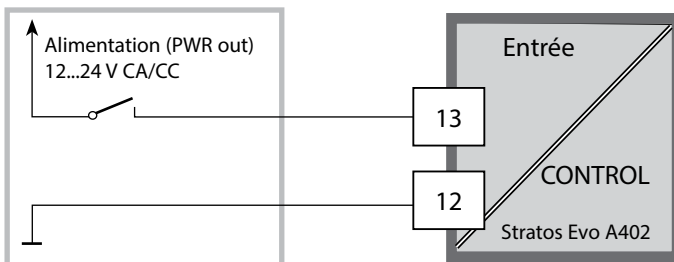 Alimentation (PWR out)
12...24 V CA/CC
Entrée
13
CONTROL
12
Stratos Evo A402